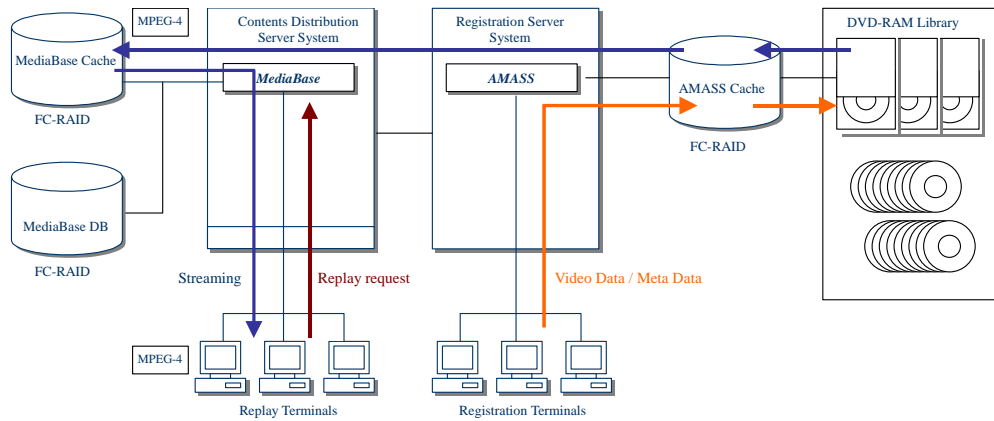 MPEG-4
Contents Distribution
Server System
Registration Server
System
DVD-RAM Library
MediaBase Cache
MediaBase
AMASS
AMASS Cache
FC-RAID
FC-RAID
MediaBase DB
FC-RAID
Streaming
Replay request
Video Data / Meta Data
MPEG-4
Replay Terminals
Registration Terminals